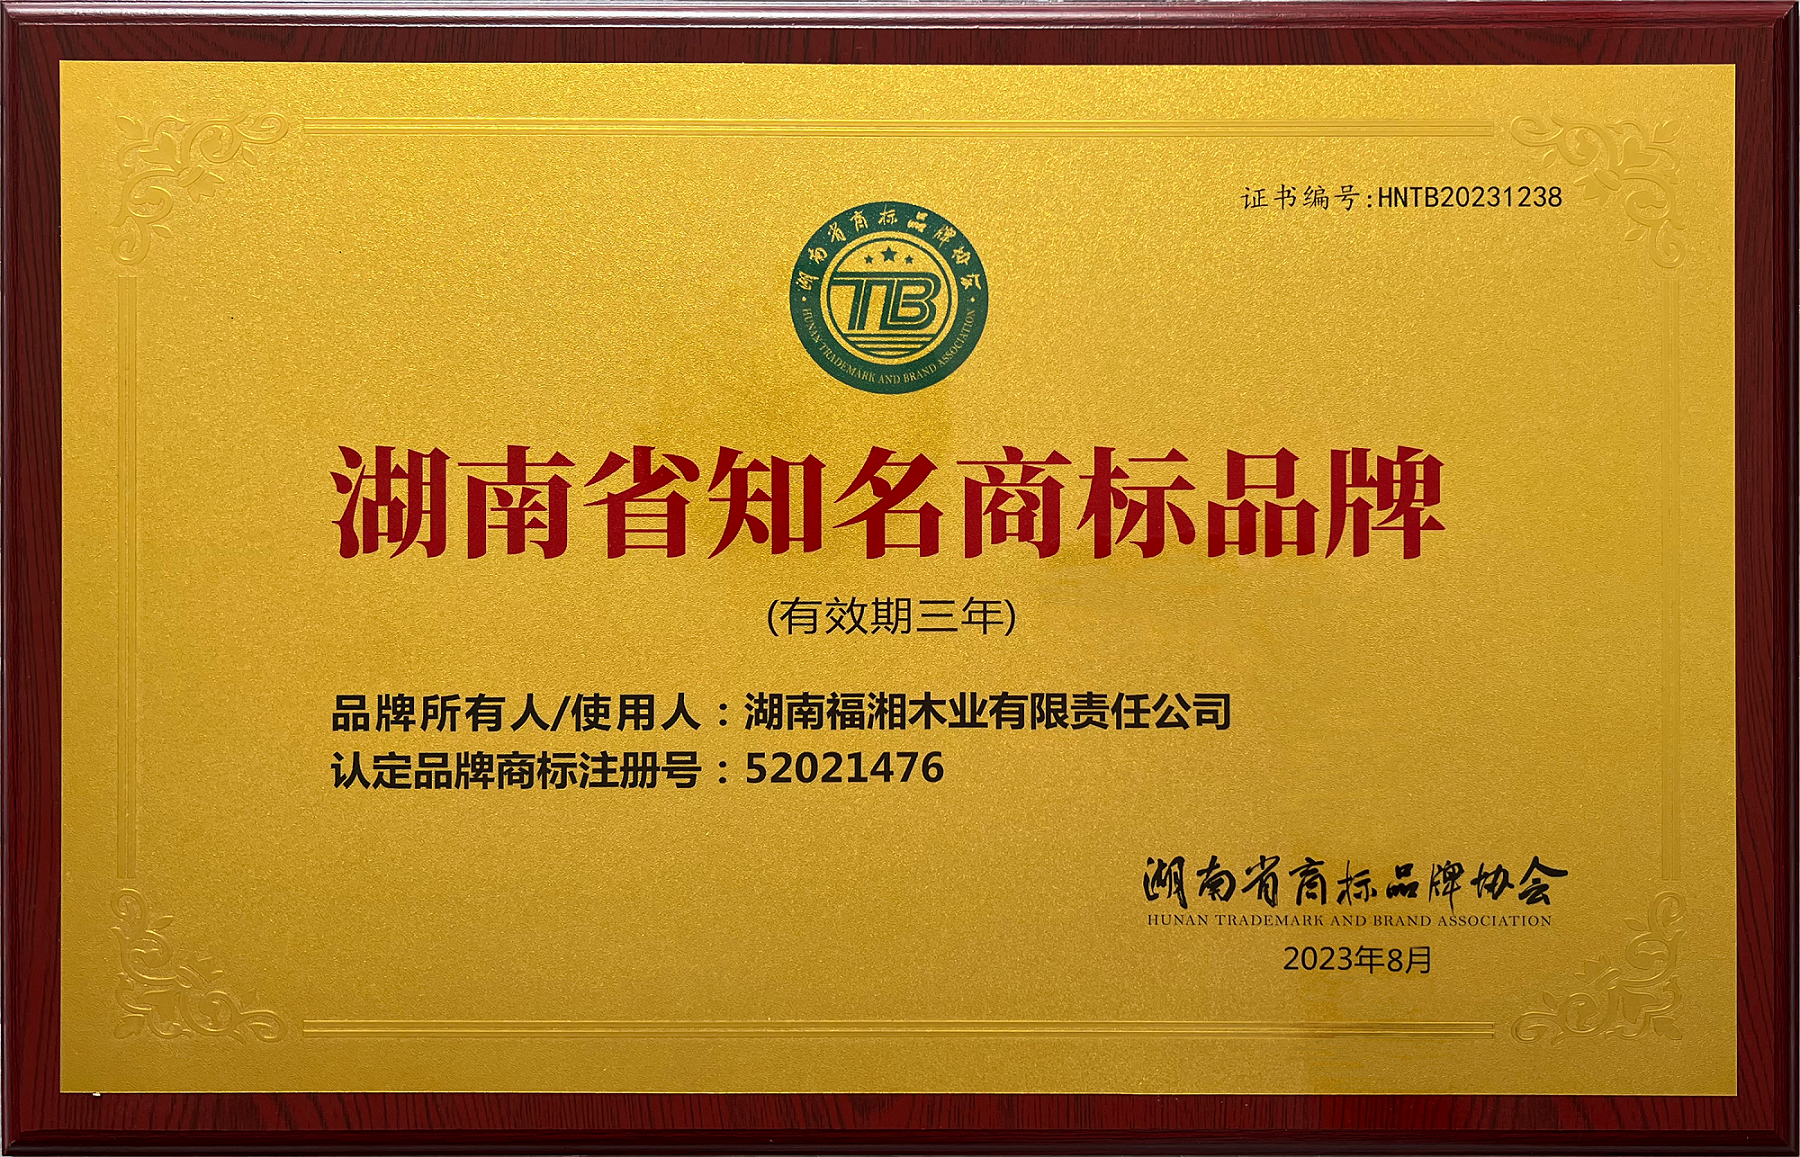 证书编号:HNTB20231238
湖南省商标品牌协会
TB
HUNAN TRADEMARK AND BRAND ASSOCIATION
湖南省知名商标品牌
(有效期三年)
品牌所有人/使用人：湖南福湘木业有限责任公司
认定品牌商标注册号：52021476
湖南省商标品牌协会
HUNAN TRADEMARK AND BRAND ASSOCIATION
2023年8月